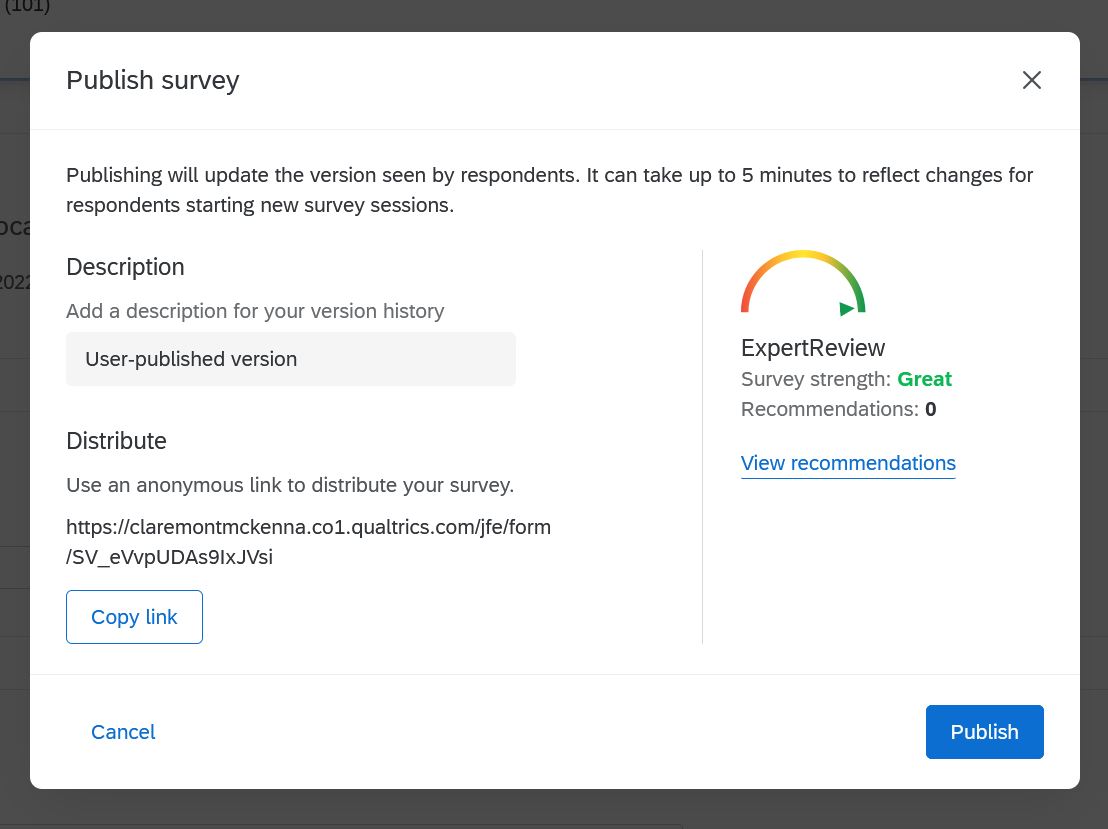 (101)
Publish survey
Publishing will update the version seen by respondents. It can take up to 5 minutes to reflect changes for
respondents starting new survey sessions.
Description
Add a description for your version history
User-published version
Distribute
Use an anonymous link to distribute your survey.
https://claremontmckenna.co1.qualtrics.com/jfe/form
/SV_eVvpUDAs9IxJVsi
Copy link
ExpertReview
Survey strength: Great
Recommendations: 0
View recommendations
Cancel
Publish
oca
2022